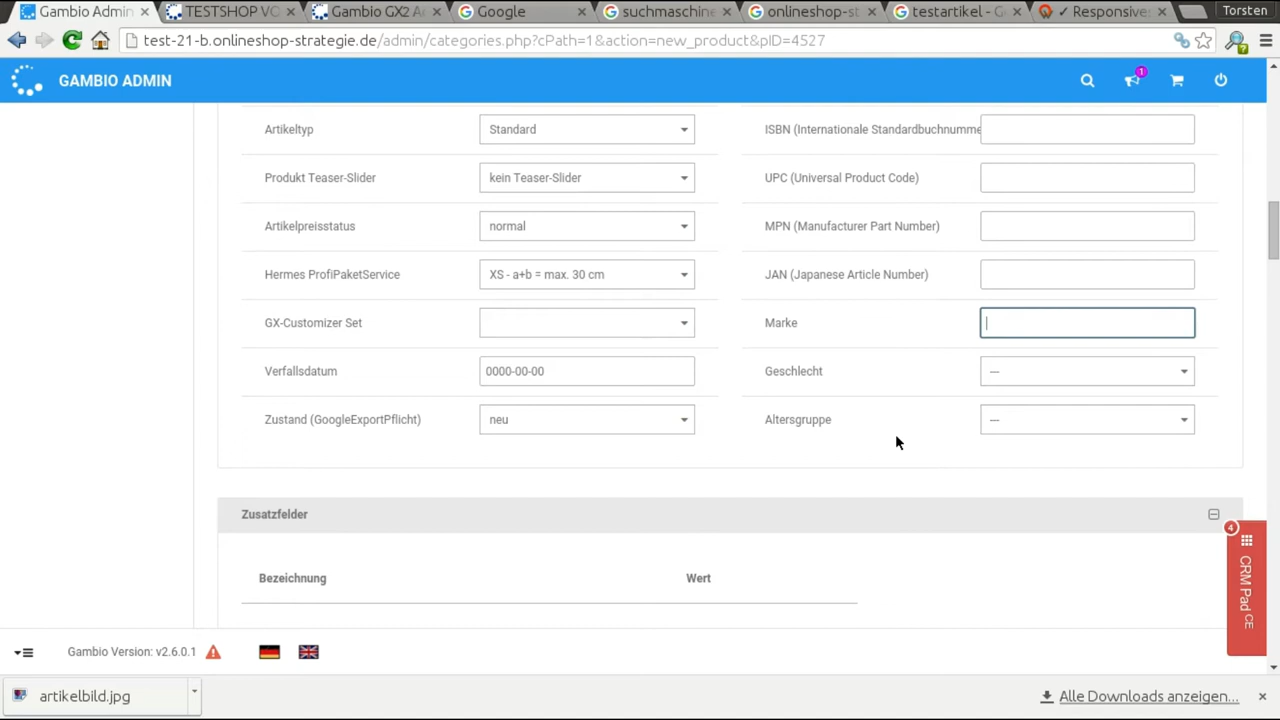 Gambio Admin
TESTSHOP VO
Gambio GX2 A
Google
suchmaschine
onlineshop-st
testartikel - G
✓ Responsive
Torsten
test-21-b.onlineshop-strategie.de/admin/categories.php?cPath=1&action=new_product&pID=4527
GAMBIO ADMIN
1
Artikeltyp
Standard
ISBN (Internationale Standardbuchnumme
Produkt Teaser-Slider
kein Teaser-Slider
UPC (Universal Product Code)
Artikelpreisstatus
normal
MPN (Manufacturer Part Number)
Hermes ProfiPaketService
XS - a+b = max. 30 cm
JAN (Japanese Article Number)
GX-Customizer Set
Marke
Verfallsdatum
0000-00-00
Geschlecht
---
Zustand (GoogleExportPflicht)
neu
Altersgruppe
---
Zusatzfelder
4
CRM Pad CE
Bezeichnung
Wert
Gambio Version: v2.6.0.1
artikelbild.jpg
Alle Downloads anzeigen...